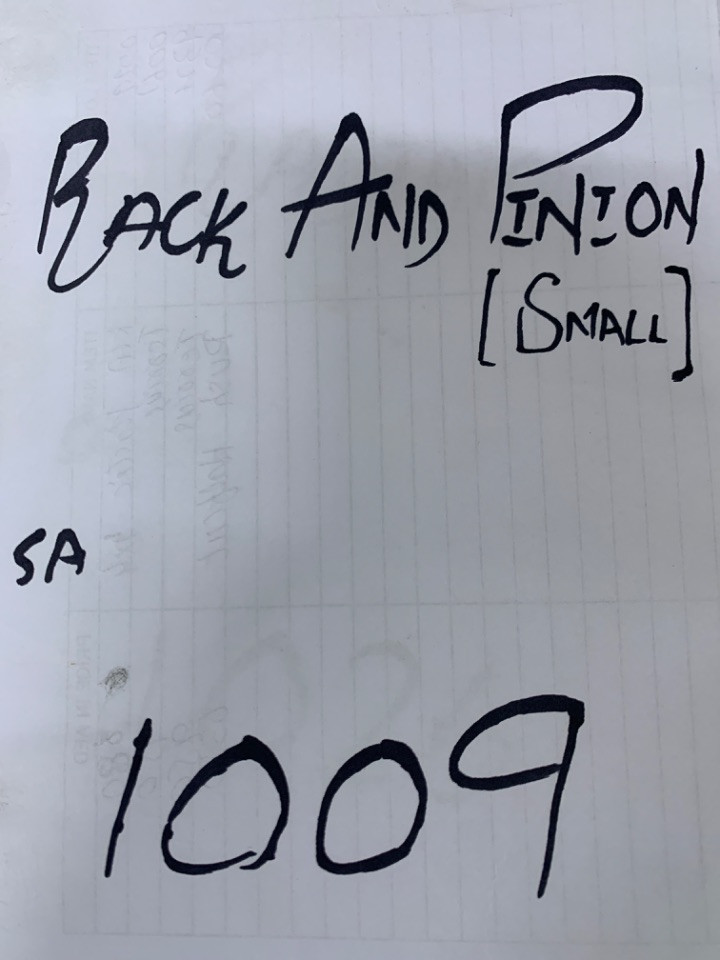 RACK AND PINION
[SMALL]
SA
1009